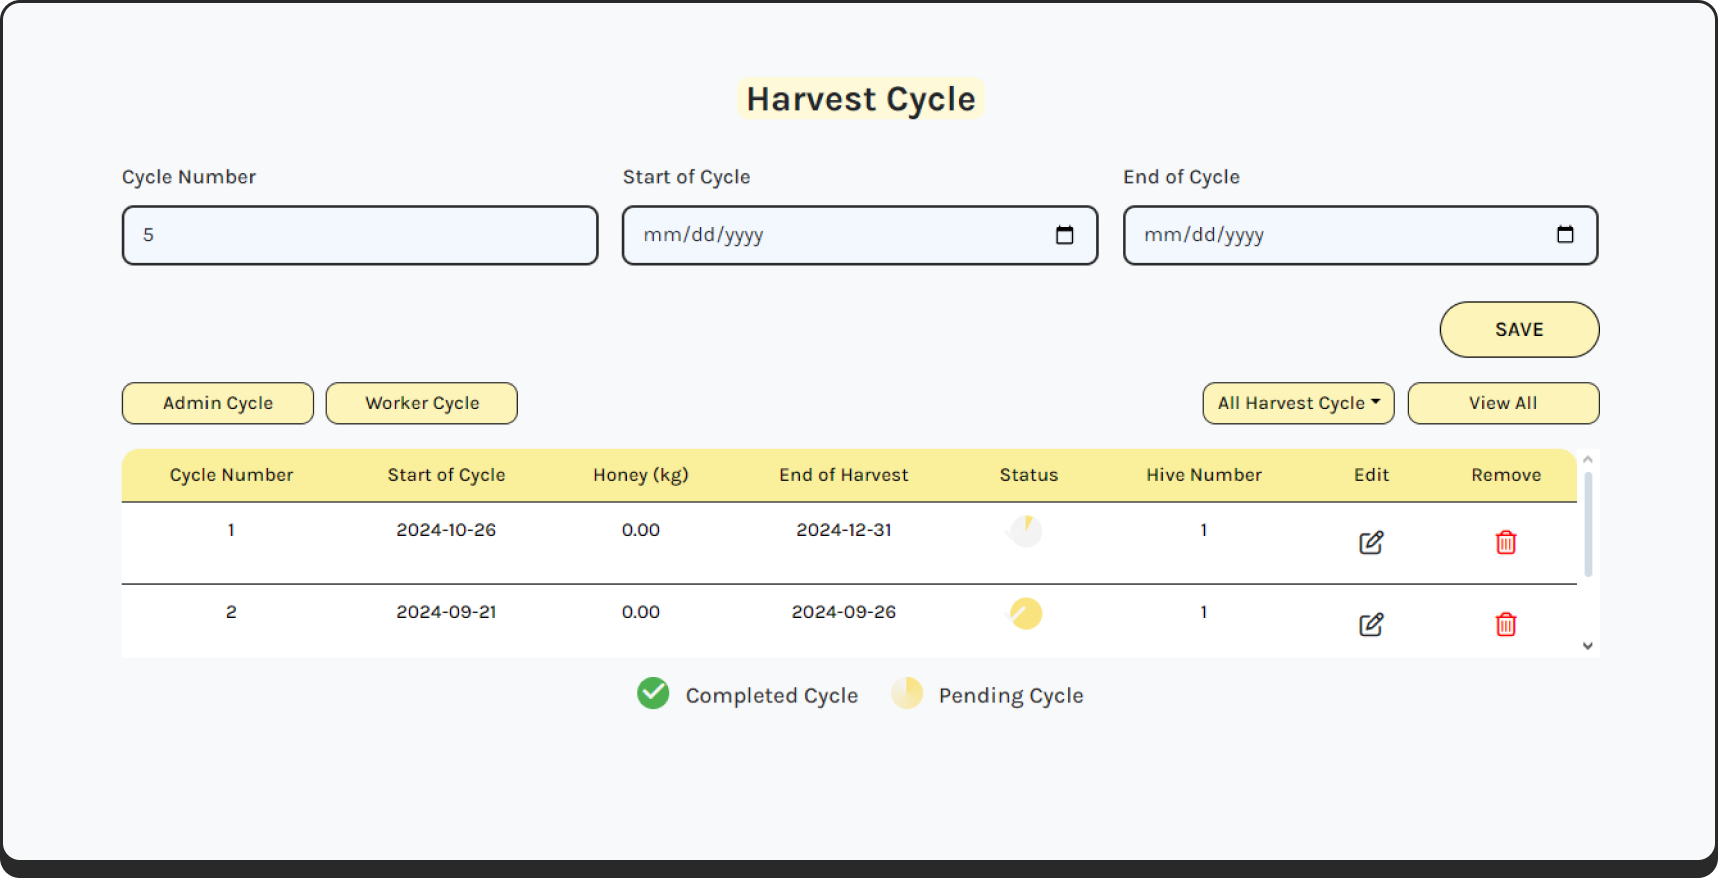 Harvest Cycle
Cycle Number Start of Cycle End of Cycle
5 mm/dd/yyyy mm/dd/yyyy
SAVE
Admin Cycle Worker Cycle All Harvest Cycle View All
Cycle Number Start of Cycle Honey (kg) End of Harvest Status Hive Number Edit Remove
1 2024-10-26 0.00 2024-12-31 1
2 2024-09-21 0.00 2024-09-26 1
Completed Cycle Pending Cycle